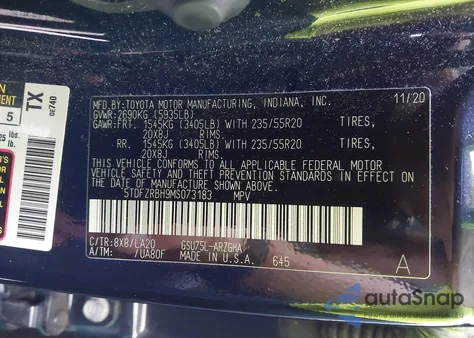 MFD.BY:TOYOTA MOTOR MANUFACTURING, INDIANA, INC. 11/20
GVWR:2690KG (5935LB)
GAWR:FRT. 1545KG (3405LB) WITH 235/55R20 TIRES,
20X8J RIMS.
RR. 1545KG (3405LB) WITH 235/55R20 TIRES,
20X8J RIMS.
THIS VEHICLE CONFORMS TO ALL APPLICABLE FEDERAL MOTOR
VEHICLE SAFETY AND THEFT PREVENTION STANDARDS IN EFFECT
ON THE DATE OF MANUFACTURE SHOWN ABOVE.
5TDFZRBH9MS073183 MPV
C/TR:8X8/LA20 GSU75L-ARZGHA
A/TM: /UA80F MADE IN U.S.A. 645 A
TX
DE740
5
25
lb.
autoSnap